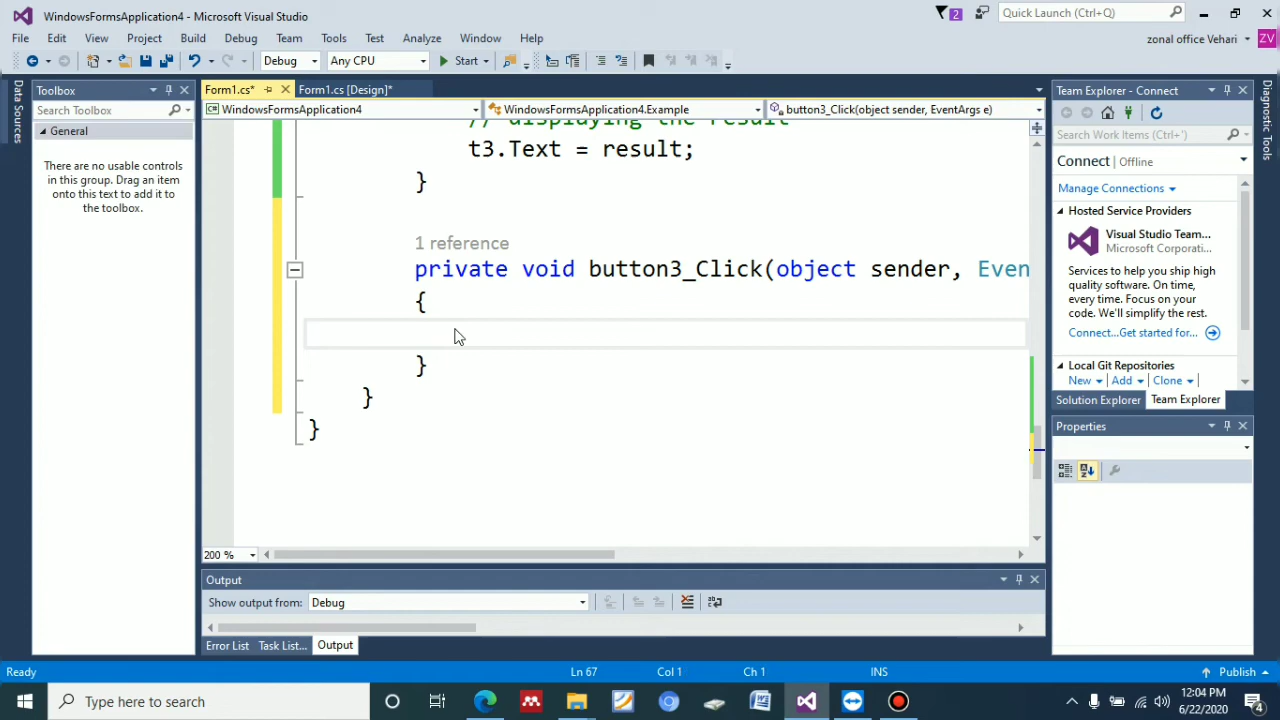 WindowsFormsApplication4 - Microsoft Visual Studio
2
Quick Launch (Ctrl+Q)
File Edit View Project Build Debug Team Tools Test Analyze Window Help
zonal office Vehari
ZV
Debug
Any CPU
Start
Data Sources
Toolbox
Search Toolbox
General
There are no usable controls
in this group. Drag an item
onto this text to add it to
the toolbox.
Form1.cs*
Form1.cs [Design]*
WindowsFormsApplication4
WindowsFormsApplication4.Example
button3_Click(object sender, EventArgs e)
// displaying the result
t3.Text = result;
}
1 reference
private void button3_Click(object sender, Even
{
}
}
}
200 %
Output
Show output from: Debug
Error List Task List... Output
Team Explorer - Connect
Search Work Items (Ctrl+')
Connect | Offline
Manage Connections
Hosted Service Providers
Visual Studio Team...
Microsoft Corporati...
Services to help you ship high
quality software. On time,
every time. Focus on your
code. We'll simplify the rest.
Connect...Get started for...
Local Git Repositories
New Add Clone
Solution Explorer Team Explorer
Properties
Diagnostic Tools
Ready
Ln 67
Col 1
Ch 1
INS
Publish
Type here to search
12:04 PM
6/22/2020
4